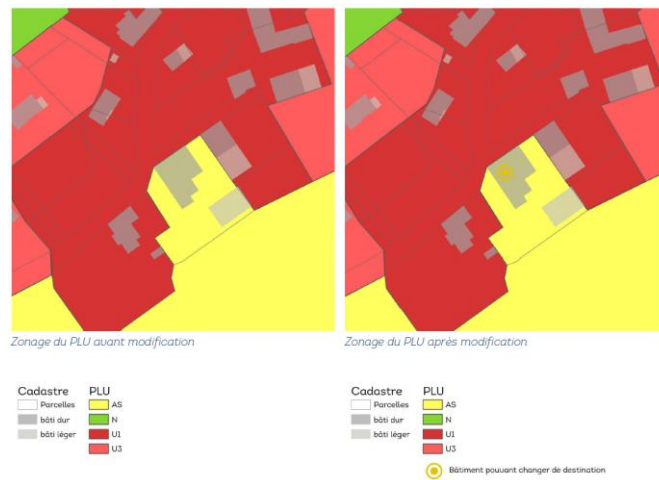 Zonage du PLU avant modification
Zonage du PLU après modification
Cadastre PLU
Parcelles AS
bâti dur N
bâti léger U1
U3
Cadastre PLU
Parcelles AS
bâti dur N
bâti léger U1
U3
Bâtiment pouvant changer de destination